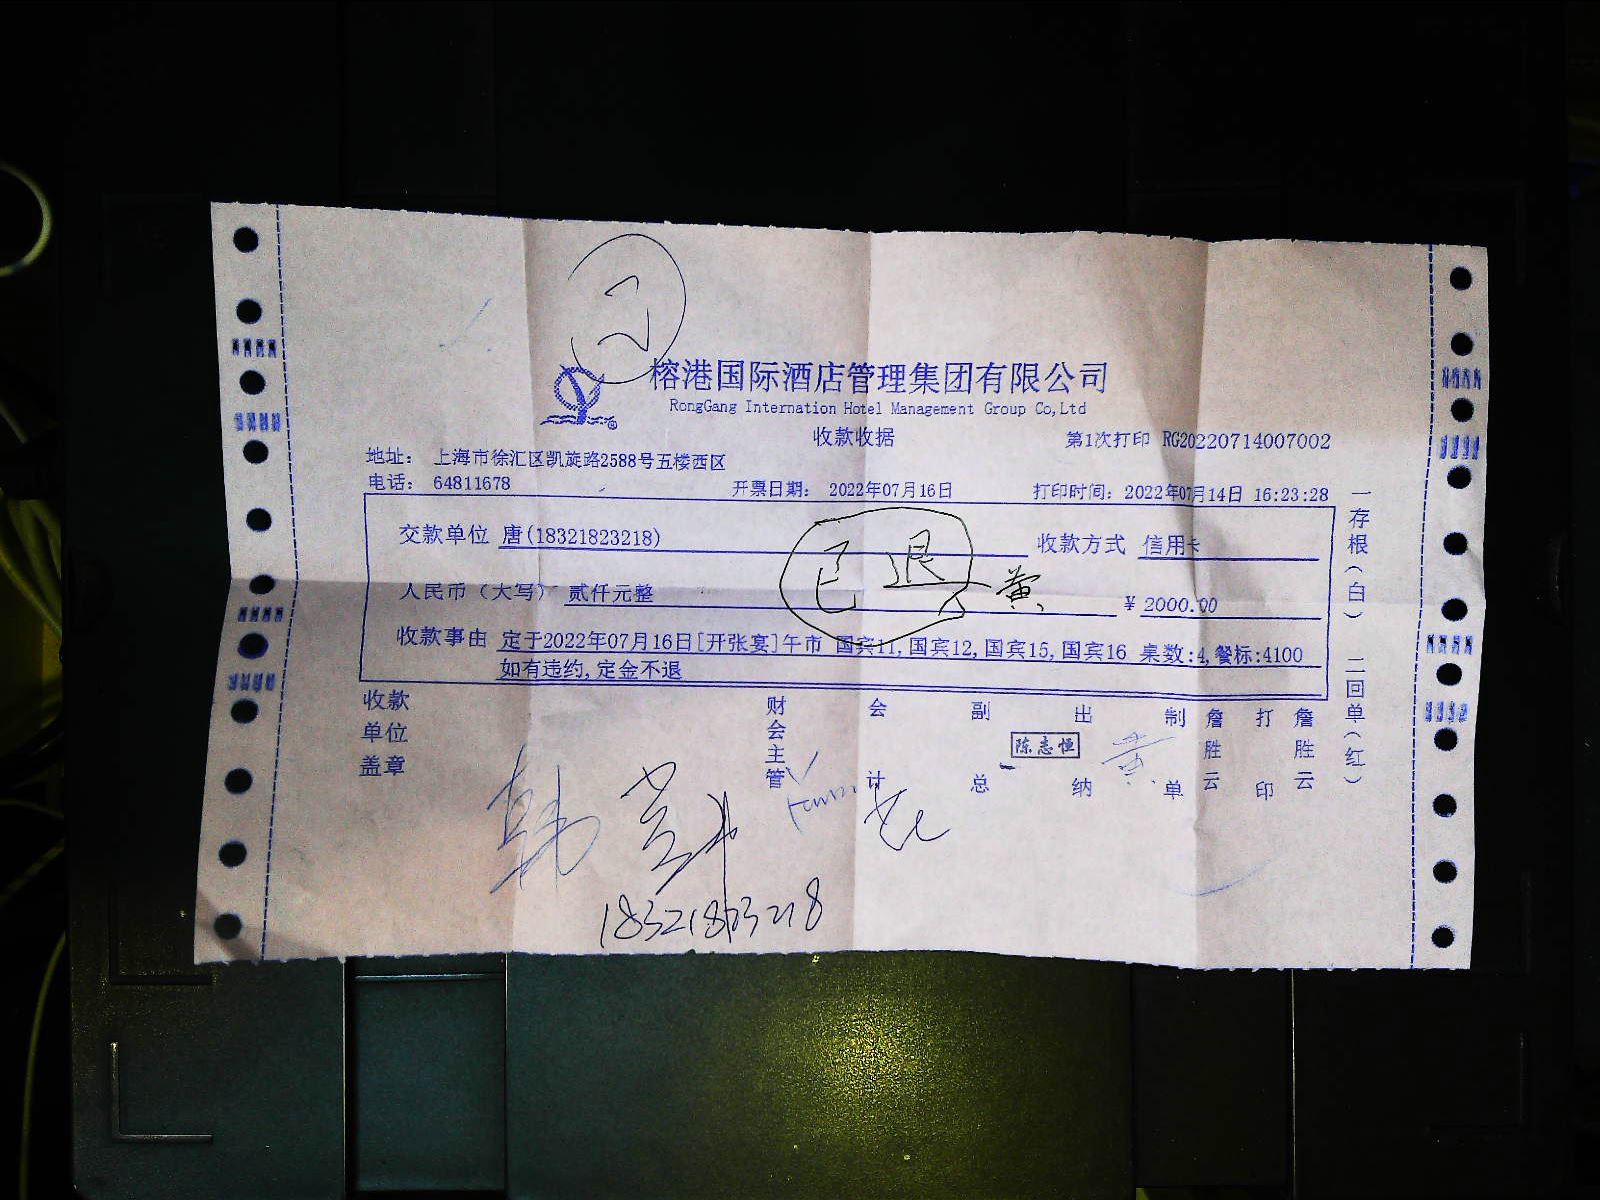 榕港国际酒店管理集团有限公司
RongGang Internation Hotel Management Group Co,Ltd
收款收据
第1次打印 RG20220714007002
地址: 上海市徐汇区凯旋路2588号五楼西区
电话: 64811678
开票日期: 2022年07月16日
打印时间: 2022年07月14日 16:23:28
交款单位 唐(18321823218)
收款方式 信用卡
已退
黄
人民币(大写) 贰仟元整
¥ 2000.00
收款事由 定于2022年07月16日[开张宴]午市 国宾11,国宾12,国宾15,国宾16 桌数:4,餐标:4100
如有违约,定金不退
一存根(白) 二回单(红)
收款单位盖章
财会主管
会计
副总
出纳
陈志恒
制单
詹胜云
打印
詹胜云
黄
韩